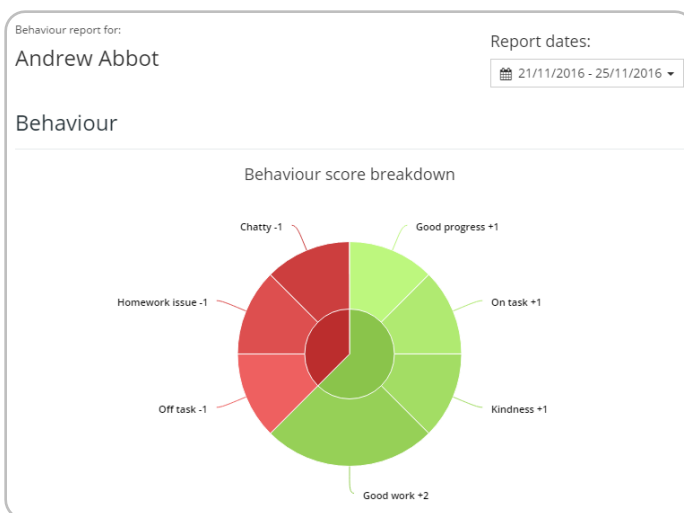 Behaviour report for:
Andrew Abbot
Report dates:
21/11/2016 - 25/11/2016
Behaviour
Behaviour score breakdown
Chatty -1
Good progress +1
Homework issue -1
On task +1
Off task -1
Kindness +1
Good work +2